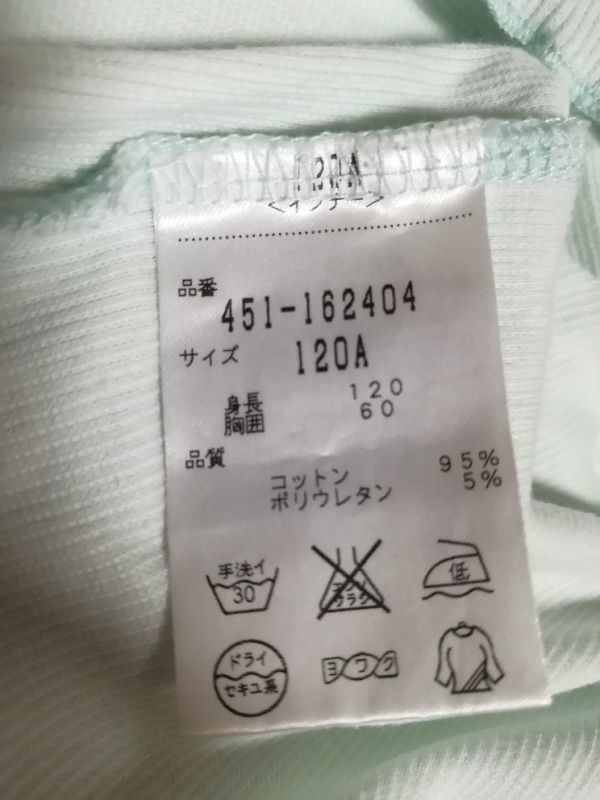 120A
<インナー>
品番
451-162404
サイズ 120A
身長 120
胸囲 60
品質
コットン 95%
ポリウレタン 5%
手洗イ
30
エンソ
サラシ
低
ドライ
セキユ系
ヨワク